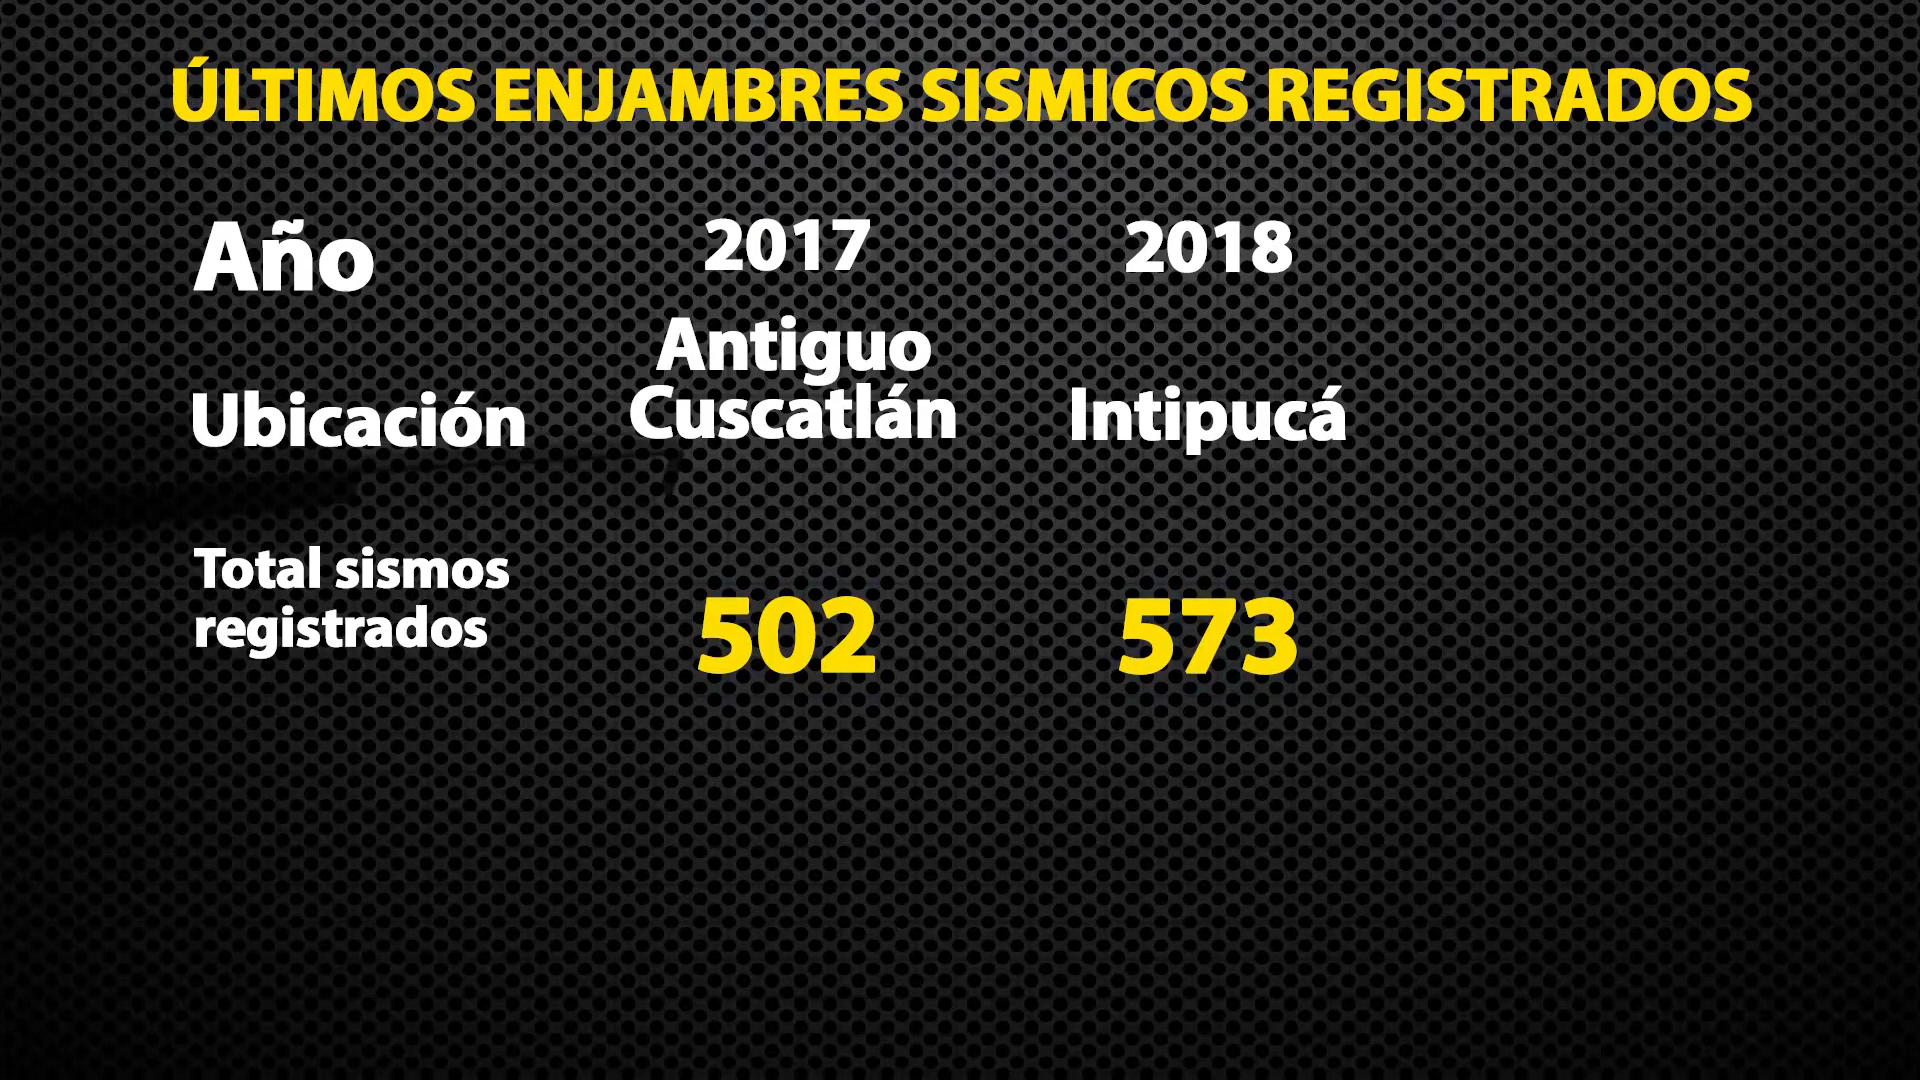 ÚLTIMOS ENJAMBRES SISMICOS REGISTRADOS
Año 2017 2018
Antiguo
Ubicación Cuscatlán Intipucá
Total sismos
registrados 502 573